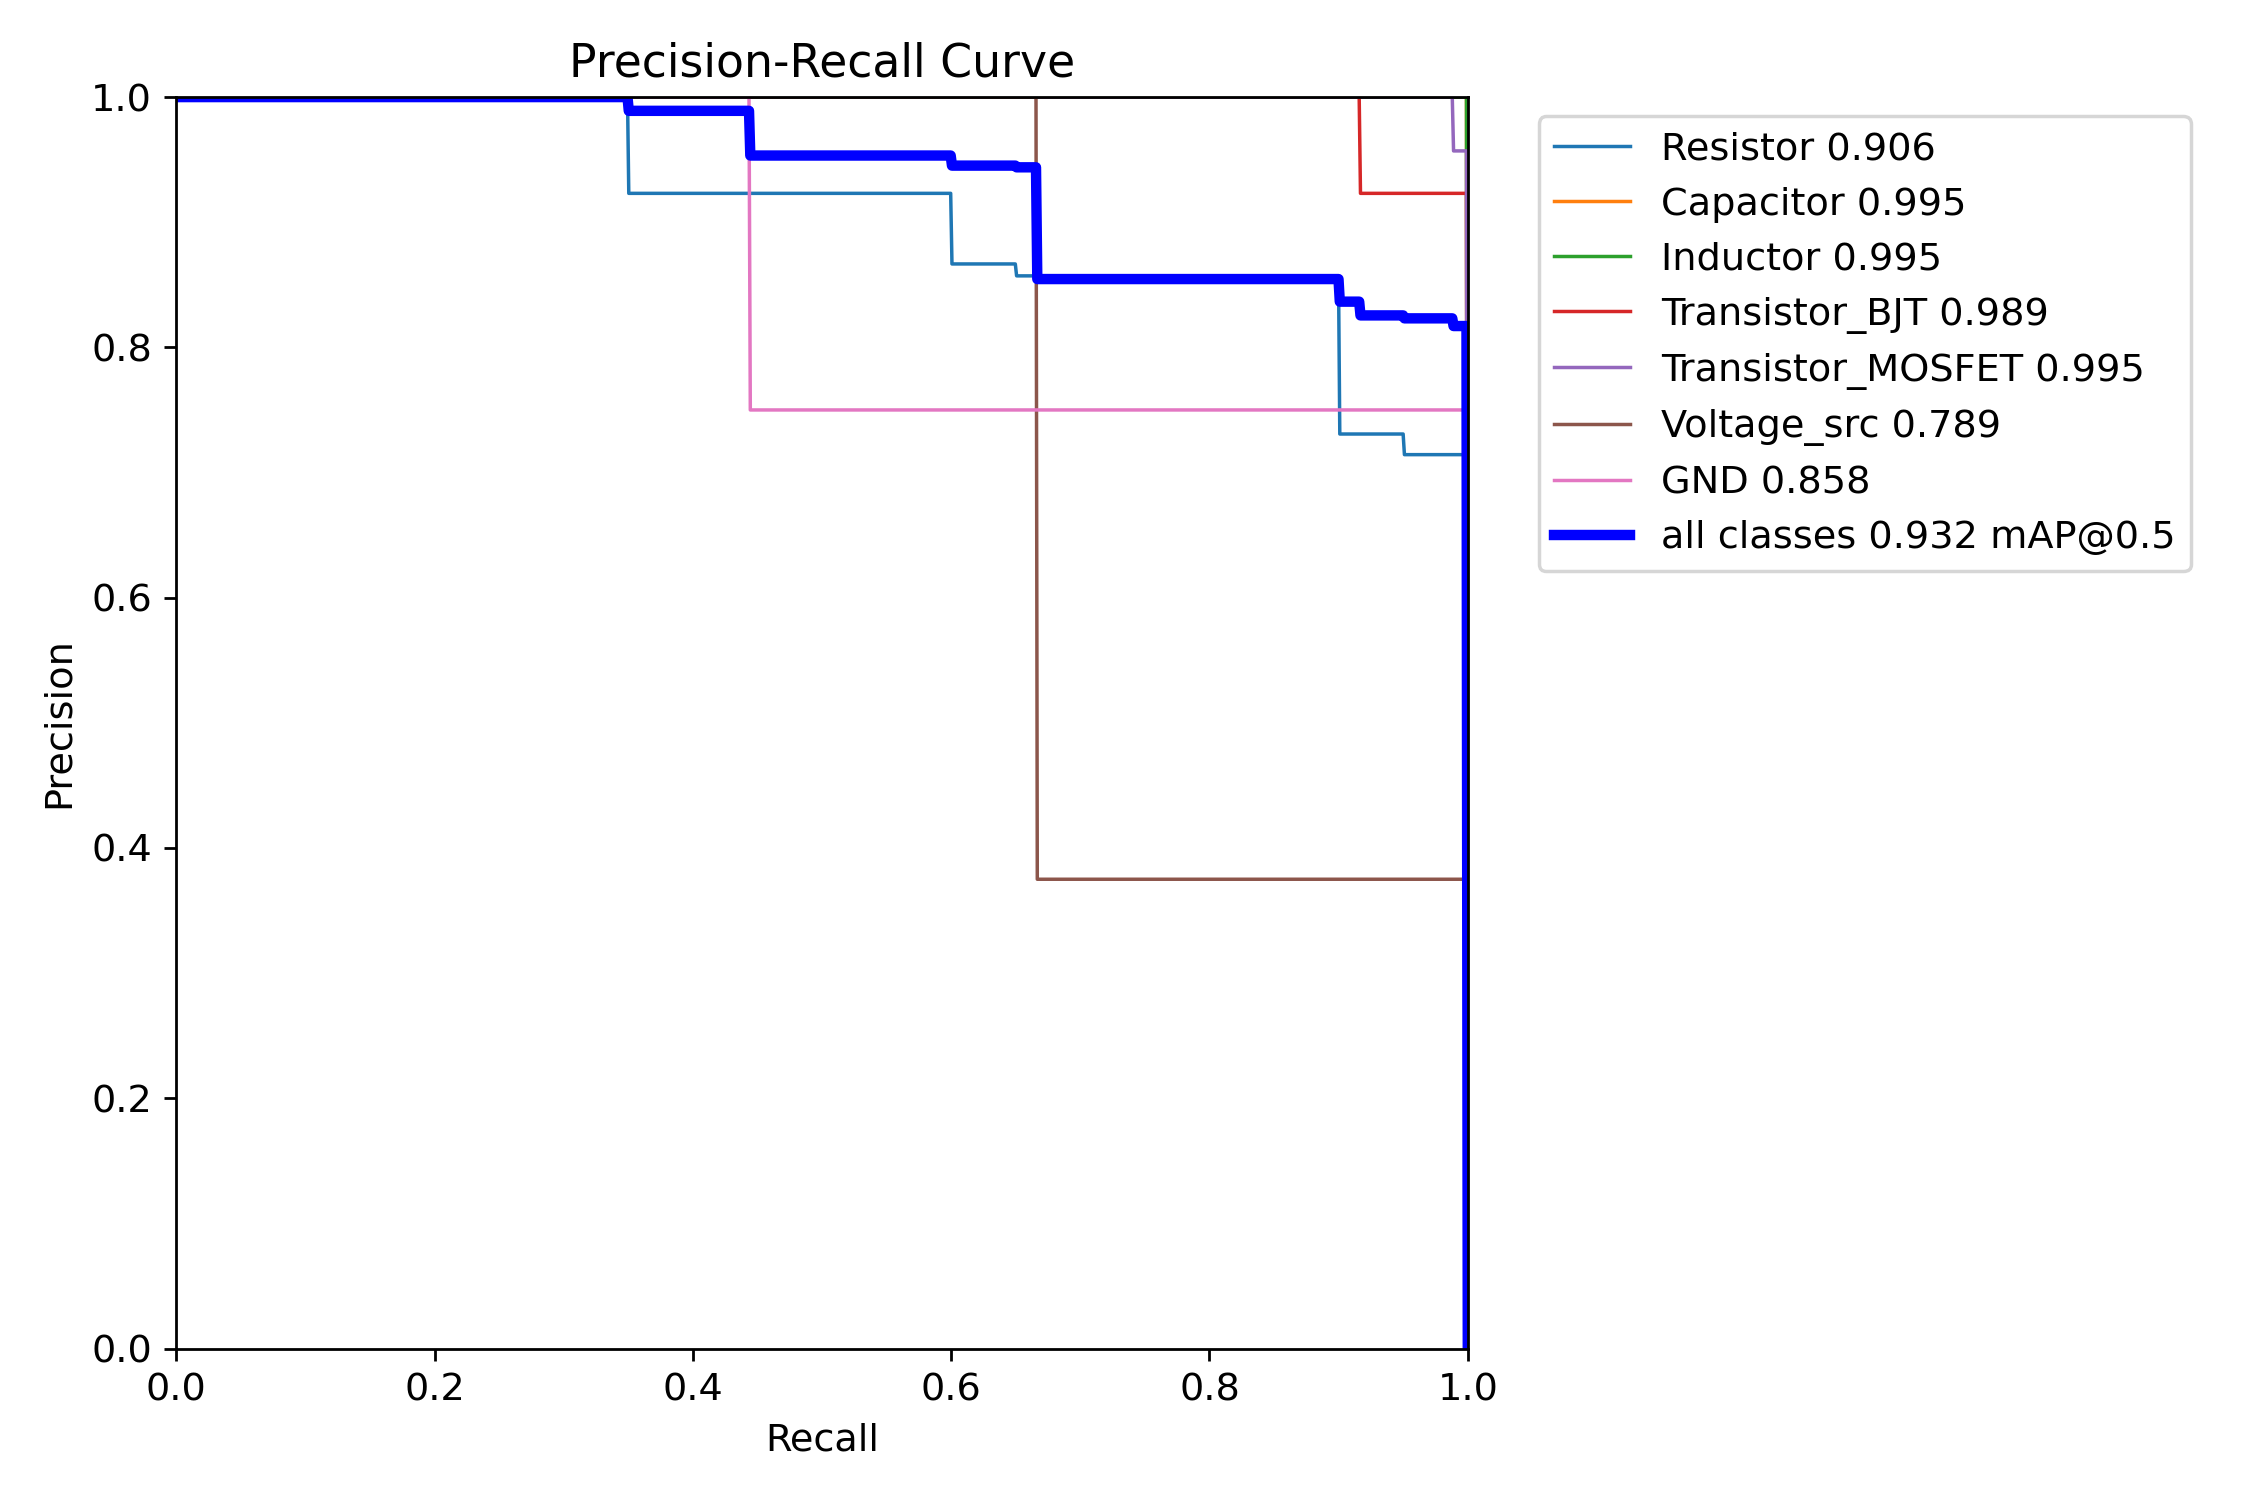 Precision-Recall Curve
1.0
0.8
0.6
0.4
0.2
0.0
Precision
0.0 0.2 0.4 0.6 0.8 1.0
Recall
Resistor 0.906
Capacitor 0.995
Inductor 0.995
Transistor_BJT 0.989
Transistor_MOSFET 0.995
Voltage_src 0.789
GND 0.858
all classes 0.932 mAP@0.5